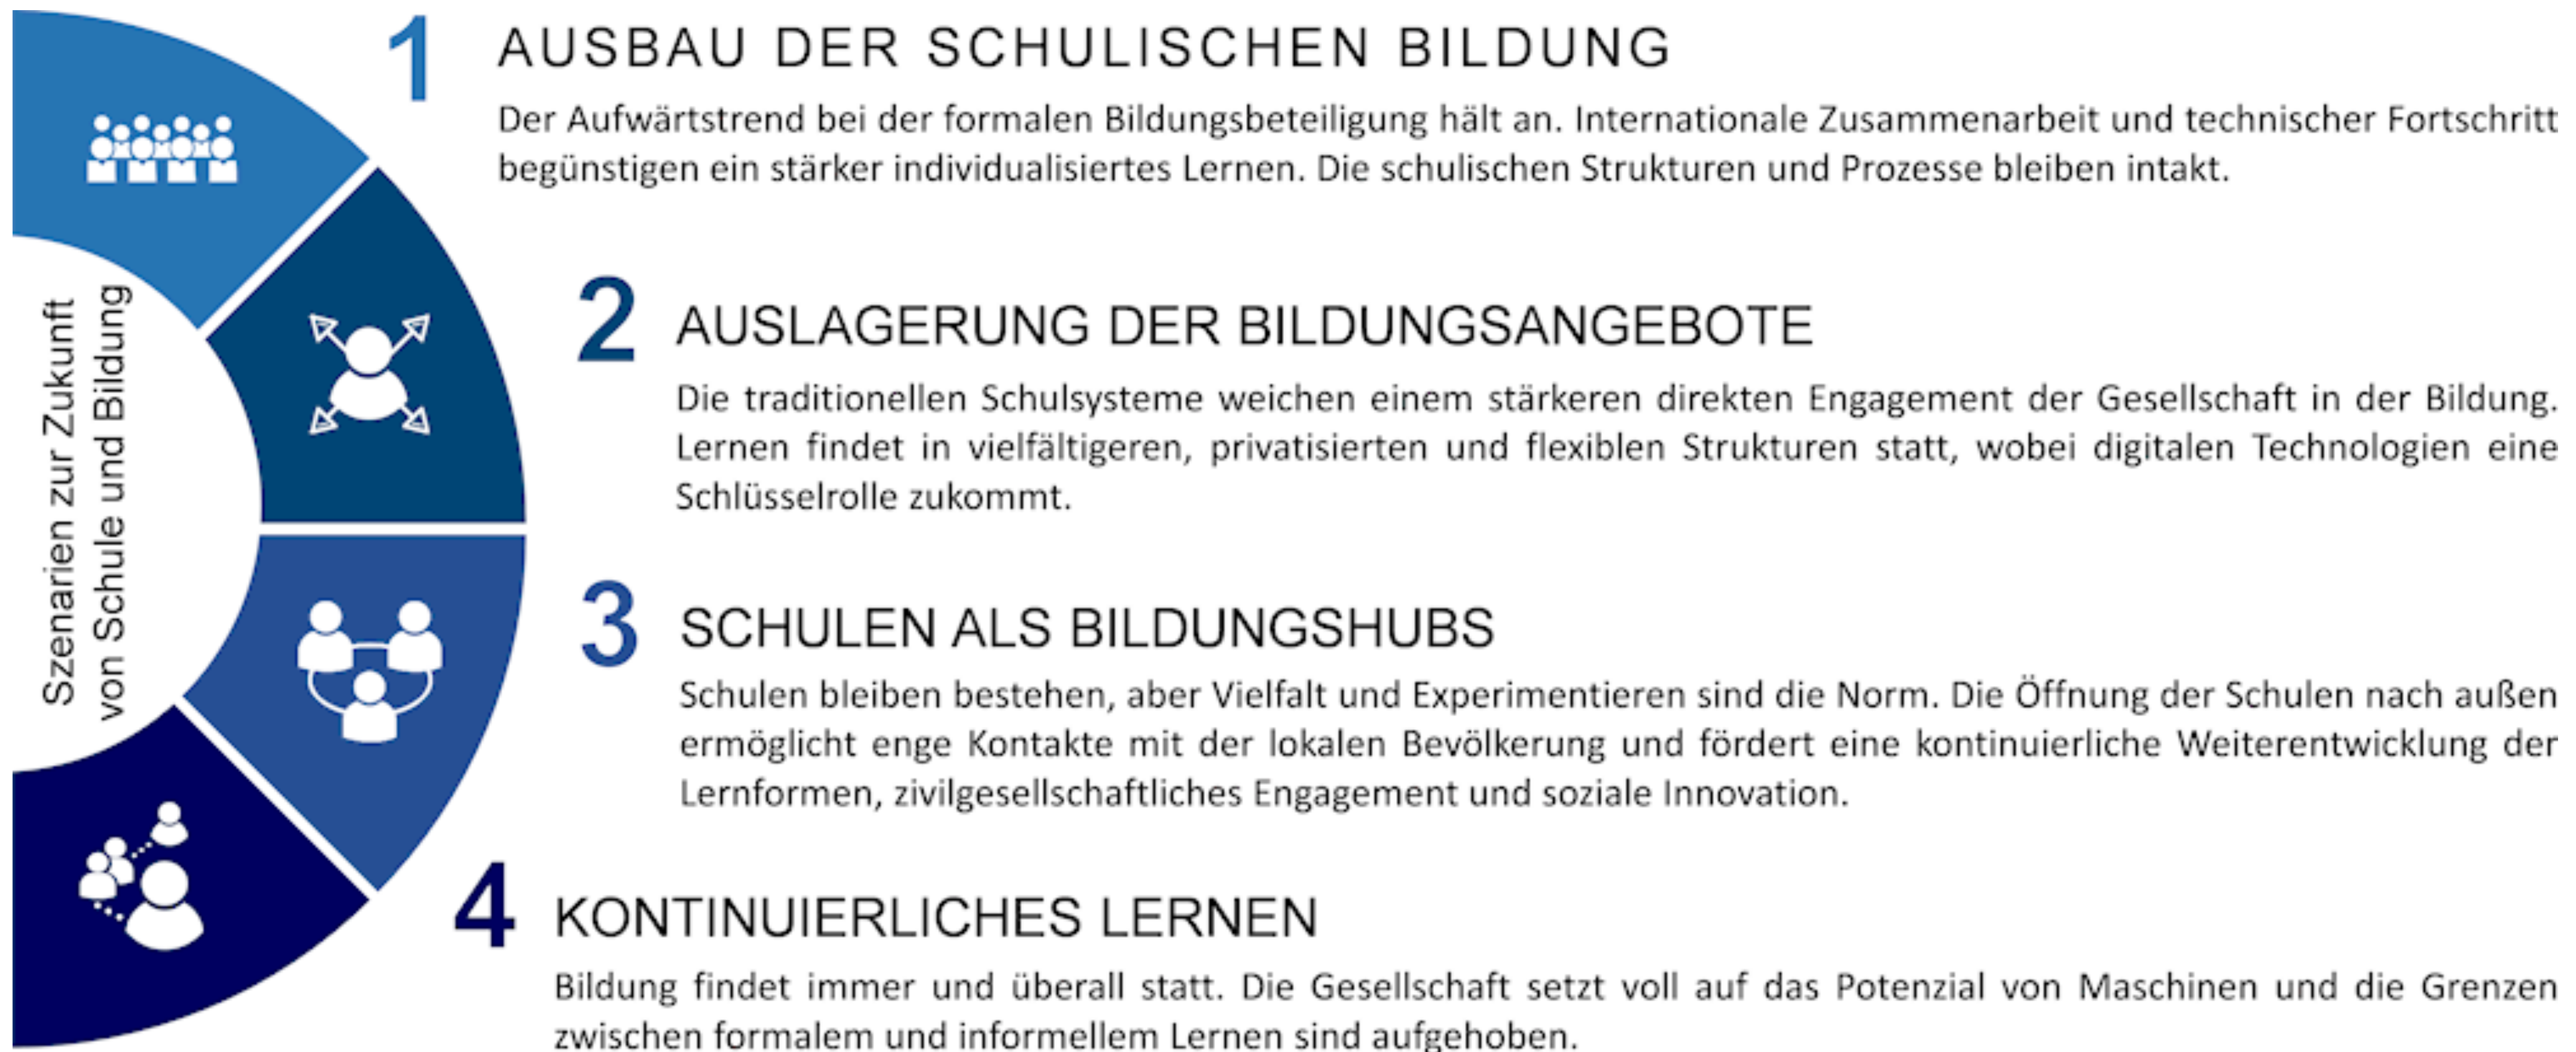 Szenarien zur Zukunft
von Schule und Bildung
1
AUSBAU DER SCHULISCHEN BILDUNG
Der Aufwärtstrend bei der formalen Bildungsbeteiligung hält an. Internationale Zusammenarbeit und technischer Fortschritt
begünstigen ein stärker individualisiertes Lernen. Die schulischen Strukturen und Prozesse bleiben intakt.
2
AUSLAGERUNG DER BILDUNGSANGEBOTE
Die traditionellen Schulsysteme weichen einem stärkeren direkten Engagement der Gesellschaft in der Bildung.
Lernen findet in vielfältigeren, privatisierten und flexiblen Strukturen statt, wobei digitalen Technologien eine
Schlüsselrolle zukommt.
3
SCHULEN ALS BILDUNGSHUBS
Schulen bleiben bestehen, aber Vielfalt und Experimentieren sind die Norm. Die Öffnung der Schulen nach außen
ermöglicht enge Kontakte mit der lokalen Bevölkerung und fördert eine kontinuierliche Weiterentwicklung der
Lernformen, zivilgesellschaftliches Engagement und soziale Innovation.
4
KONTINUIERLICHES LERNEN
Bildung findet immer und überall statt. Die Gesellschaft setzt voll auf das Potenzial von Maschinen und die Grenzen
zwischen formalem und informellem Lernen sind aufgehoben.